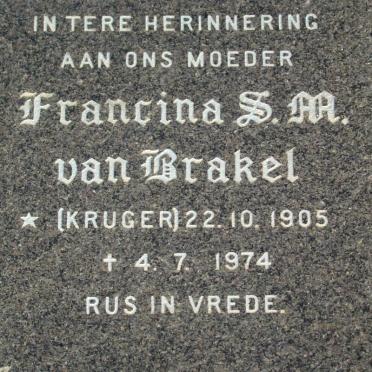 IN TERE HERINNERING
AAN ONS MOEDER
Francina S. M.
van Brakel
★ (KRUGER) 22. 10. 1905
✝ 4. 7. 1974
RUS IN VREDE.